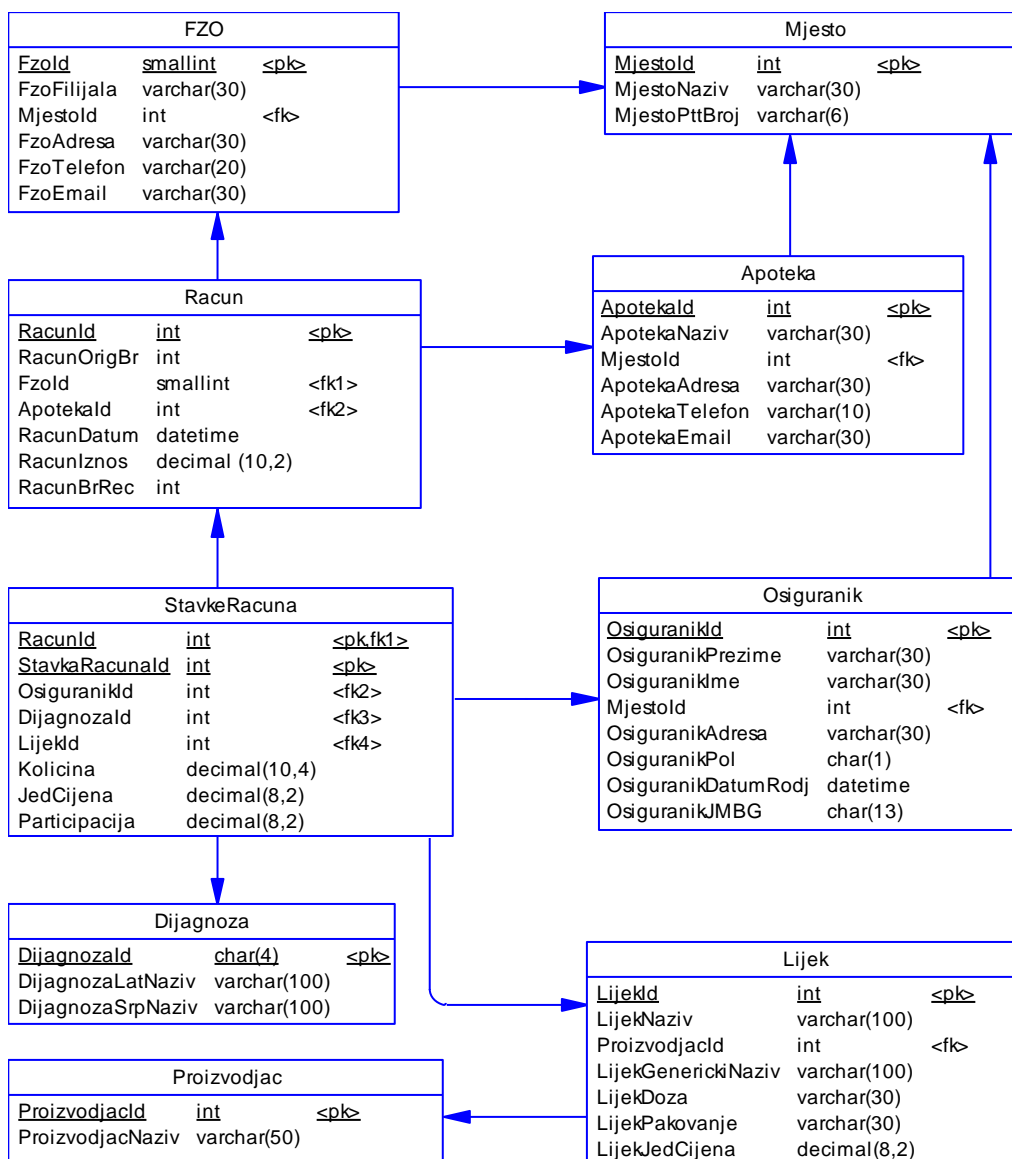 FZO
FzoId smallint <pk>
FzoFilijala varchar(30)
MjestoId int <fk>
FzoAdresa varchar(30)
FzoTelefon varchar(20)
FzoEmail varchar(30)
Mjesto
MjestoId int <pk>
MjestoNaziv varchar(30)
MjestoPttBroj varchar(6)
Racun
RacunId int <pk>
RacunOrigBr int
FzoId smallint <fk1>
ApotekaId int <fk2>
RacunDatum datetime
RacunIznos decimal (10,2)
RacunBrRec int
Apoteka
ApotekaId int <pk>
ApotekaNaziv varchar(30)
MjestoId int <fk>
ApotekaAdresa varchar(30)
ApotekaTelefon varchar(10)
ApotekaEmail varchar(30)
StavkeRacuna
RacunId int <pk,fk1>
StavkaRacunaId int <pk>
OsiguranikId int <fk2>
DijagnozaId int <fk3>
LijekId int <fk4>
Kolicina decimal(10,4)
JedCijena decimal(8,2)
Participacija decimal(8,2)
Osiguranik
OsiguranikId int <pk>
OsiguranikPrezime varchar(30)
OsiguranikIme varchar(30)
MjestoId int <fk>
OsiguranikAdresa varchar(30)
OsiguranikPol char(1)
OsiguranikDatumRodj datetime
OsiguranikJMBG char(13)
Dijagnoza
DijagnozaId char(4) <pk>
DijagnozaLatNaziv varchar(100)
DijagnozaSrpNaziv varchar(100)
Lijek
LijekId int <pk>
LijekNaziv varchar(100)
ProizvodjacId int <fk>
LijekGenerickiNaziv varchar(100)
LijekDoza varchar(30)
LijekPakovanje varchar(30)
LijekJedCijena decimal(8,2)
Proizvodjac
ProizvodjacId int <pk>
ProizvodjacNaziv varchar(50)